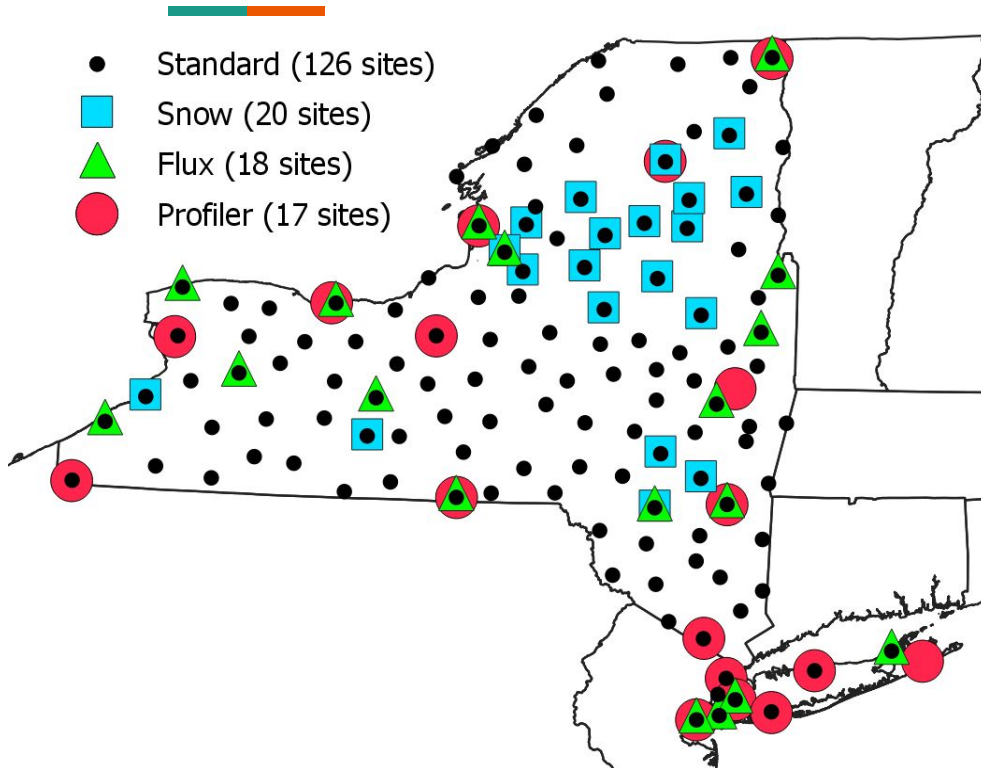 Standard (126 sites)
Snow (20 sites)
Flux (18 sites)
Profiler (17 sites)